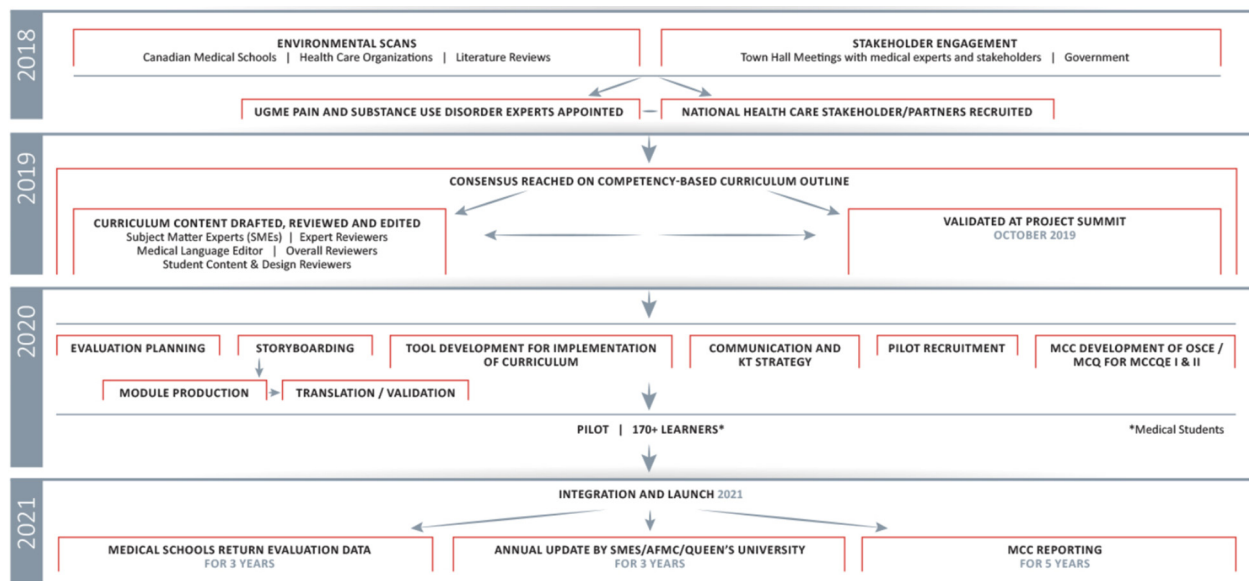 2018
ENVIRONMENTAL SCANS
Canadian Medical Schools | Health Care Organizations | Literature Reviews
STAKEHOLDER ENGAGEMENT
Town Hall Meetings with medical experts and stakeholders | Government
UGME PAIN AND SUBSTANCE USE DISORDER EXPERTS APPOINTED
NATIONAL HEALTH CARE STAKEHOLDER/PARTNERS RECRUITED
2019
CONSENSUS REACHED ON COMPETENCY-BASED CURRICULUM OUTLINE
CURRICULUM CONTENT DRAFTED, REVIEWED AND EDITED
Subject Matter Experts (SMEs) | Expert Reviewers
Medical Language Editor | Overall Reviewers
Student Content & Design Reviewers
VALIDATED AT PROJECT SUMMIT
OCTOBER 2019
2020
EVALUATION PLANNING
STORYBOARDING
TOOL DEVELOPMENT FOR IMPLEMENTATION
OF CURRICULUM
COMMUNICATION AND
KT STRATEGY
PILOT RECRUITMENT
MCC DEVELOPMENT OF OSCE /
MCQ FOR MCCQE I & II
MODULE PRODUCTION
TRANSLATION / VALIDATION
PILOT | 170+ LEARNERS*
*Medical Students
2021
INTEGRATION AND LAUNCH 2021
MEDICAL SCHOOLS RETURN EVALUATION DATA
FOR 3 YEARS
ANNUAL UPDATE BY SMES/AFMC/QUEEN'S UNIVERSITY
FOR 3 YEARS
MCC REPORTING
FOR 5 YEARS